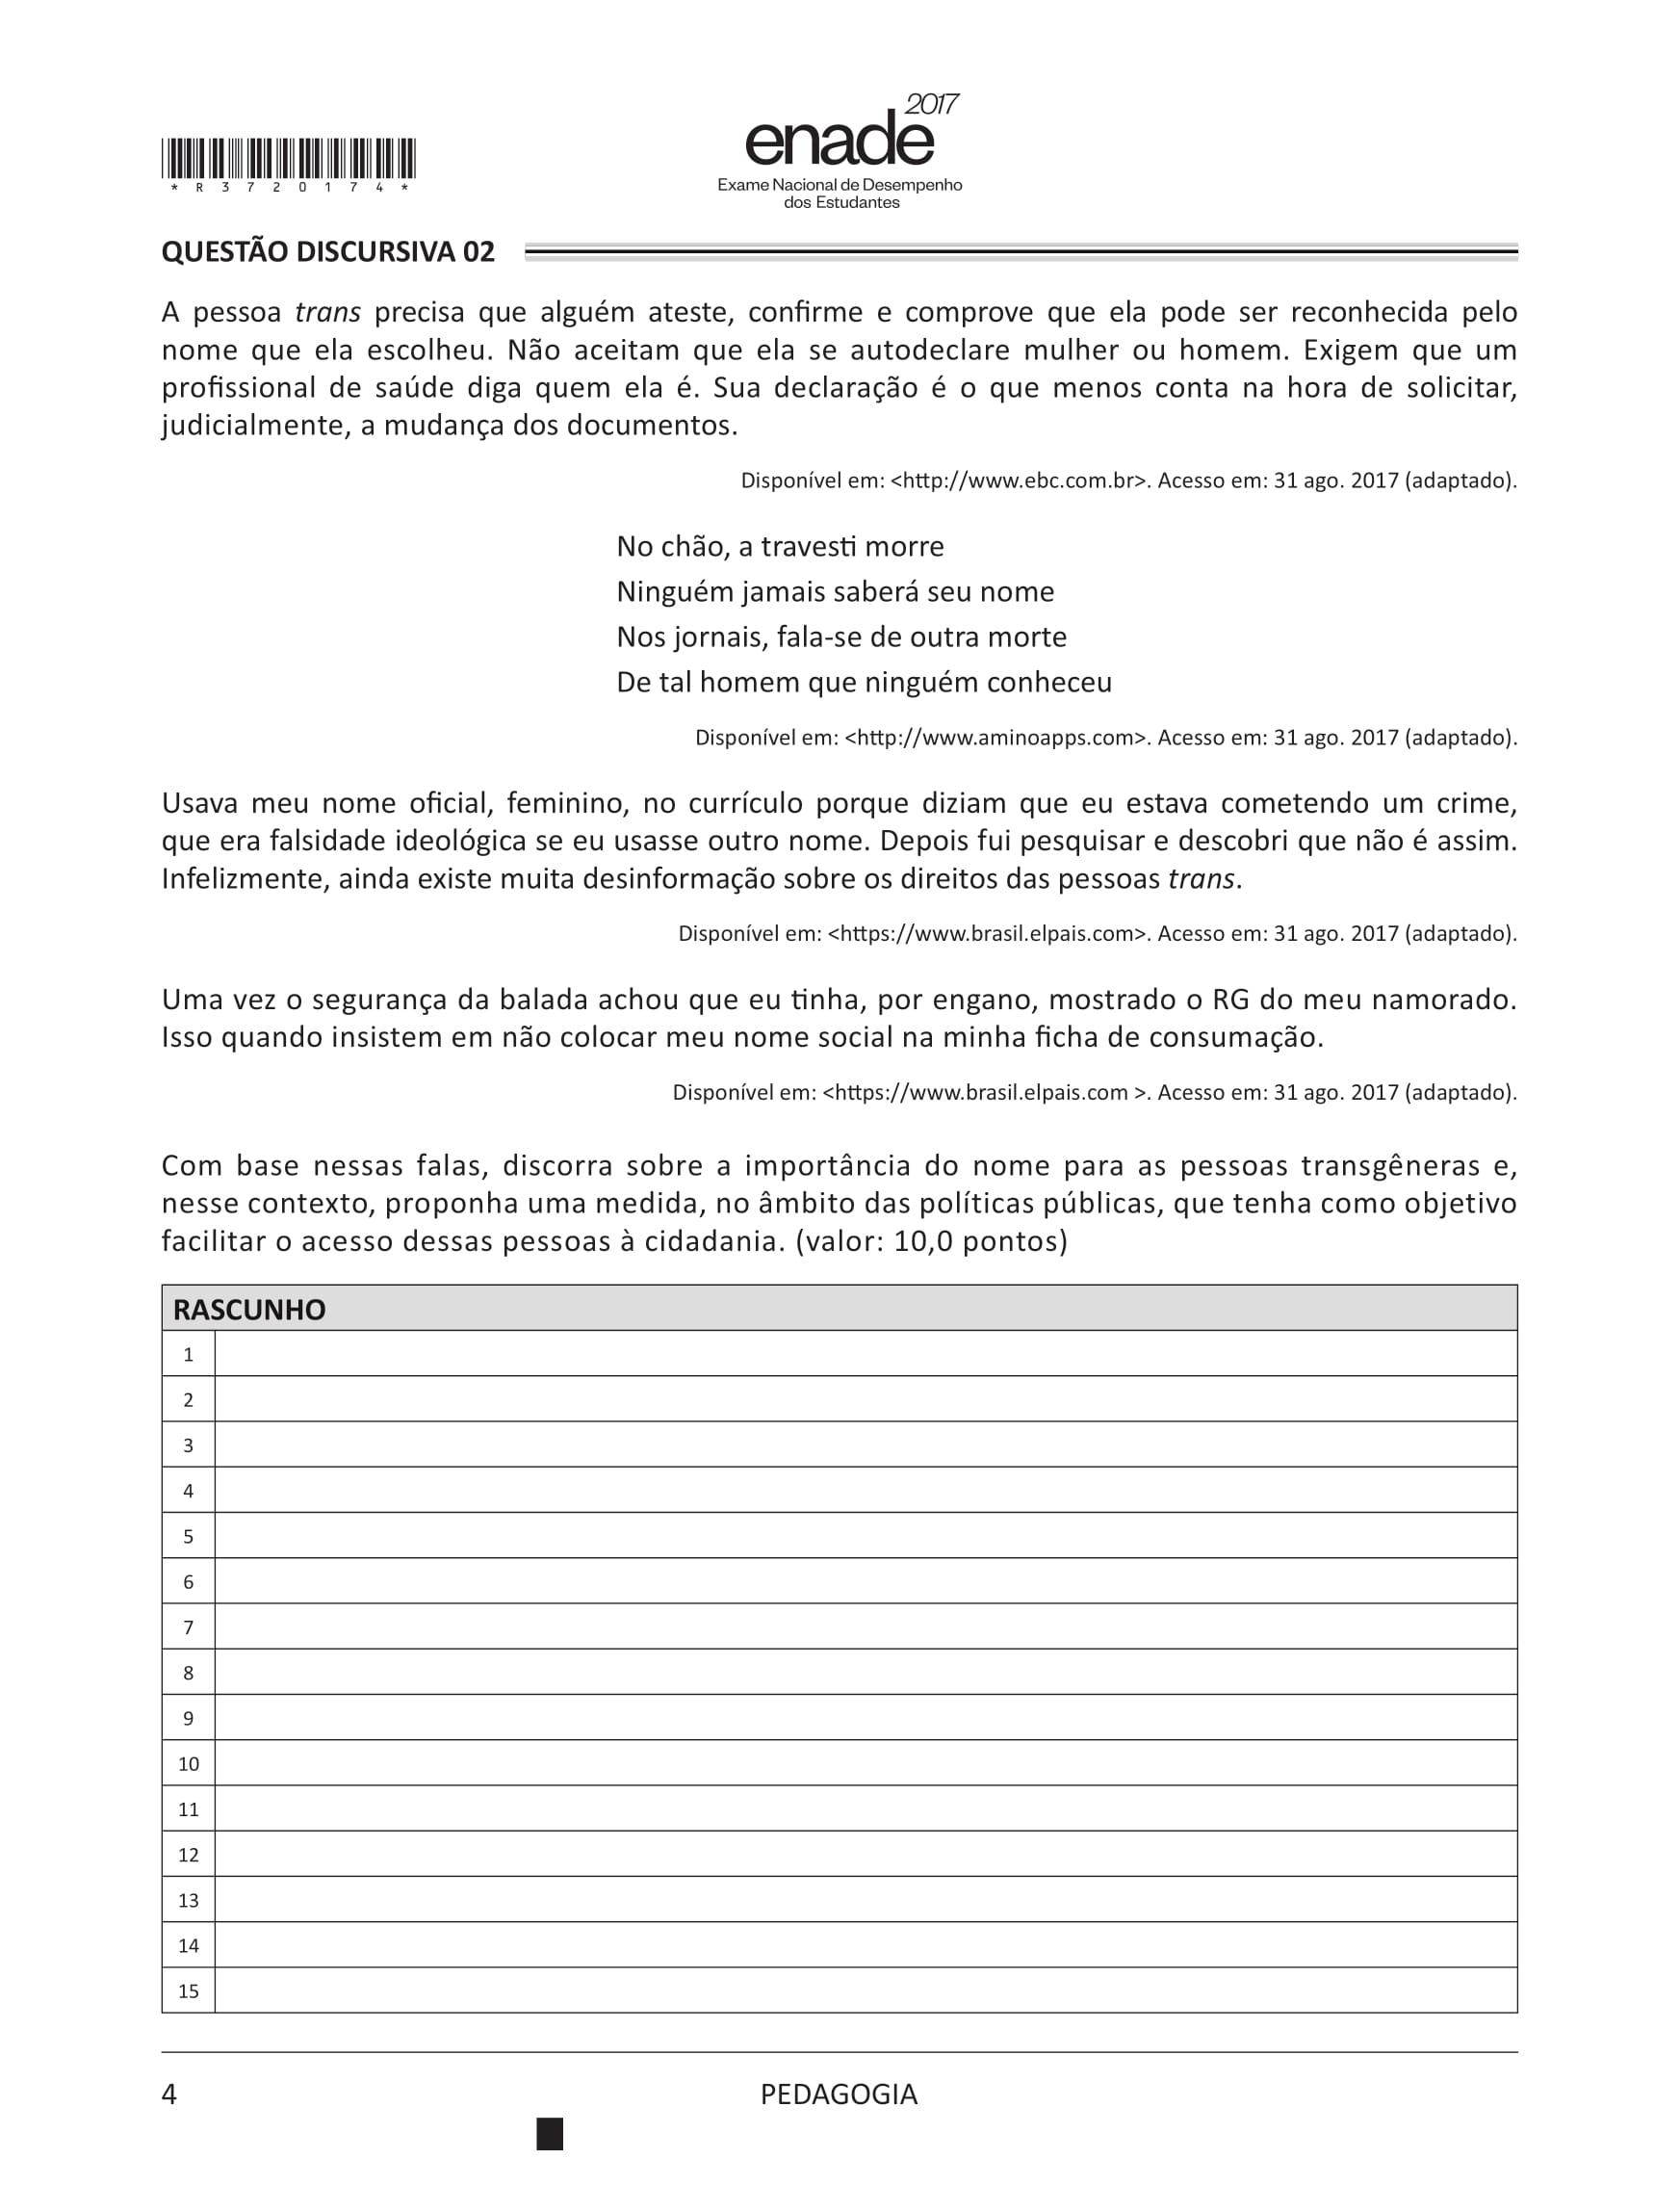 2017
enade
Exame Nacional de Desempenho
dos Estudantes
* R 3 7 2 0 1 7 4 *
QUESTÃO DISCURSIVA 02
A pessoa trans precisa que alguém ateste, confirme e comprove que ela pode ser reconhecida pelo
nome que ela escolheu. Não aceitam que ela se autodeclare mulher ou homem. Exigem que um
profissional de saúde diga quem ela é. Sua declaração é o que menos conta na hora de solicitar,
judicialmente, a mudança dos documentos.
Disponível em: <http://www.ebc.com.br>. Acesso em: 31 ago. 2017 (adaptado).
No chão, a travesti morre
Ninguém jamais saberá seu nome
Nos jornais, fala-se de outra morte
De tal homem que ninguém conheceu
Disponível em: <http://www.aminoapps.com>. Acesso em: 31 ago. 2017 (adaptado).
Usava meu nome oficial, feminino, no currículo porque diziam que eu estava cometendo um crime,
que era falsidade ideológica se eu usasse outro nome. Depois fui pesquisar e descobri que não é assim.
Infelizmente, ainda existe muita desinformação sobre os direitos das pessoas trans.
Disponível em: <https://www.brasil.elpais.com>. Acesso em: 31 ago. 2017 (adaptado).
Uma vez o segurança da balada achou que eu tinha, por engano, mostrado o RG do meu namorado.
Isso quando insistem em não colocar meu nome social na minha ficha de consumação.
Disponível em: <https://www.brasil.elpais.com >. Acesso em: 31 ago. 2017 (adaptado).
Com base nessas falas, discorra sobre a importância do nome para as pessoas transgêneras e,
nesse contexto, proponha uma medida, no âmbito das políticas públicas, que tenha como objetivo
facilitar o acesso dessas pessoas à cidadania. (valor: 10,0 pontos)
RASCUNHO
1
2
3
4
5
6
7
8
9
10
11
12
13
14
15
4
PEDAGOGIA